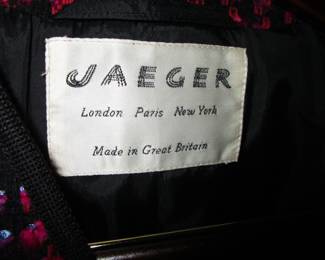 JAEGER
London Paris New York
Made in Great Britain